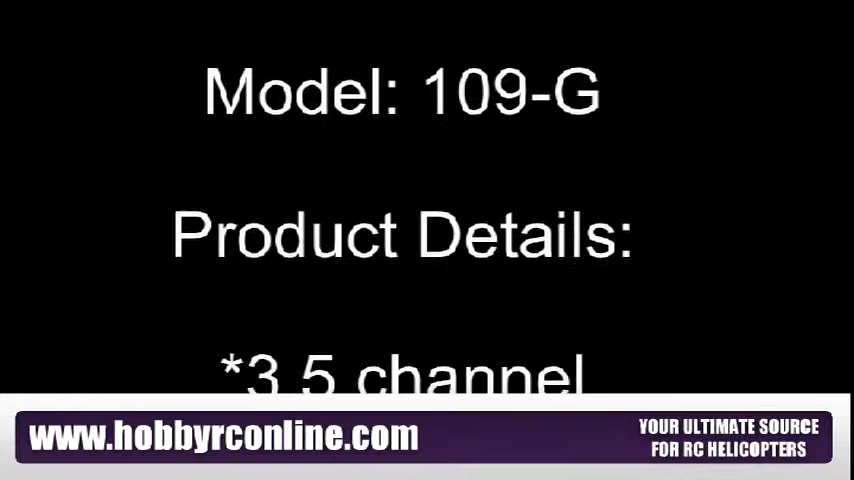 Model: 109-G
Product Details:
*3.5 channel
www.hobbyrconline.com
YOUR ULTIMATE SOURCE
FOR RC HELICOPTERS